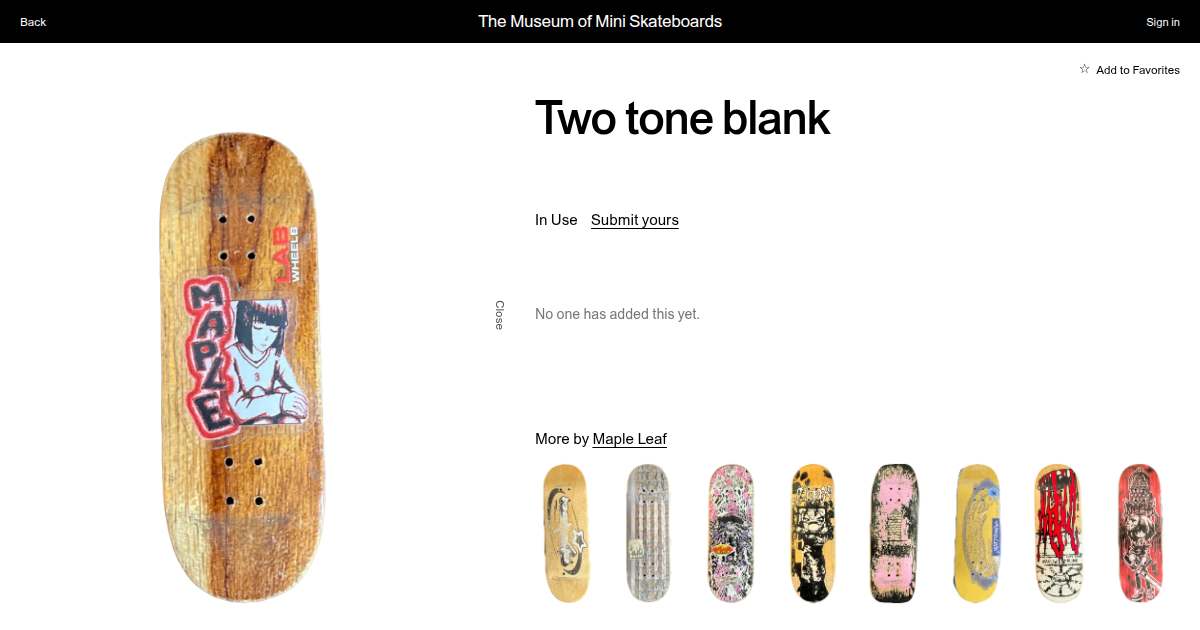 Back
The Museum of Mini Skateboards
Sign in
☆ Add to Favorites
Two tone blank
In Use
Submit yours
LAB
WHEELS
MAPLE
3
Close
No one has added this yet.
More by Maple Leaf